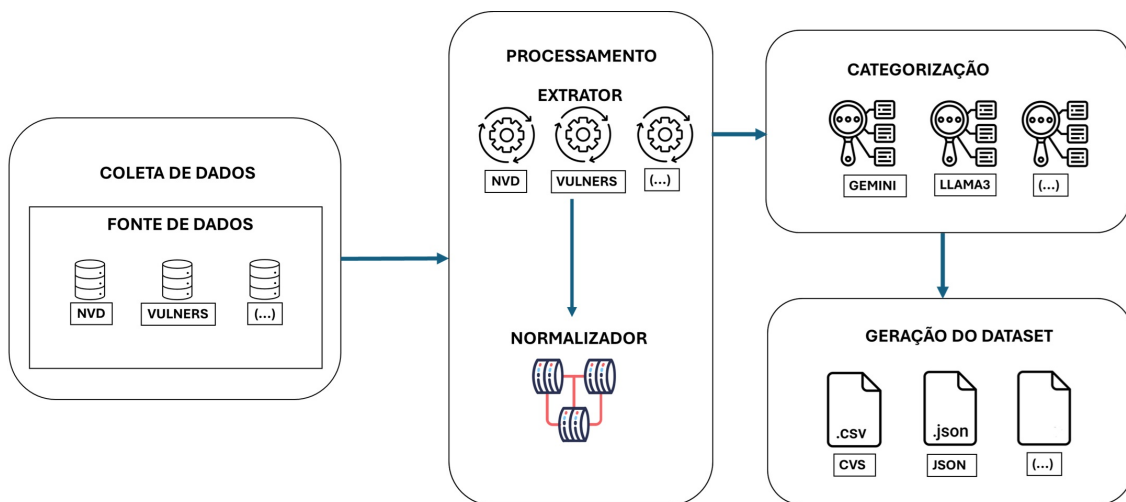 COLETA DE DADOS
FONTE DE DADOS
NVD
VULNERS
(...)
PROCESSAMENTO
EXTRATOR
NVD
VULNERS
(...)
NORMALIZADOR
CATEGORIZAÇÃO
GEMINI
LLAMA3
(...)
GERAÇÃO DO DATASET
.csv
.json
CVS
JSON
(...)